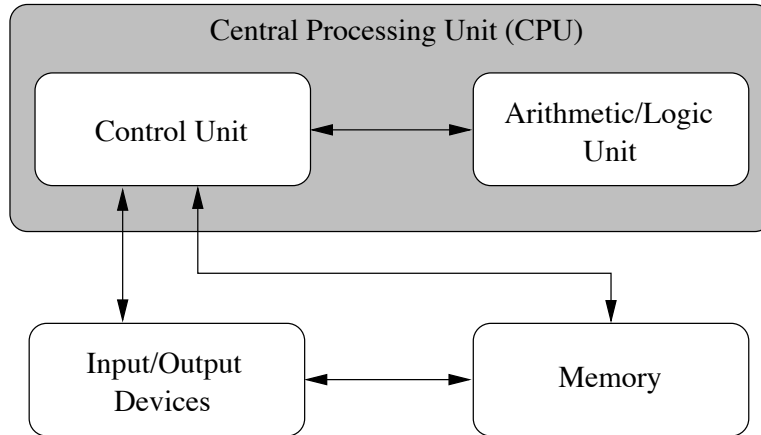 Central Processing Unit (CPU)
Control Unit
Arithmetic/Logic
Unit
Input/Output
Devices
Memory